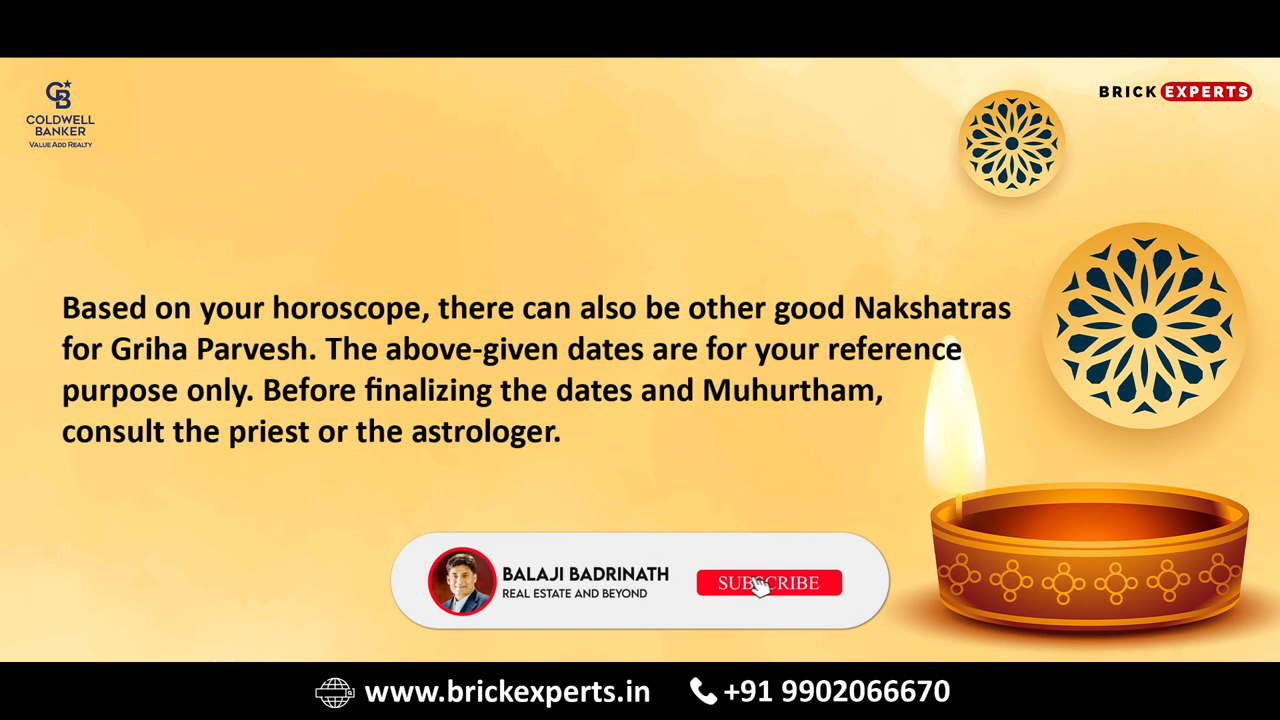 CB
COLDWELL
BANKER
VALUE ADD REALTY
BRICK EXPERTS
Based on your horoscope, there can also be other good Nakshatras
for Griha Parvesh. The above-given dates are for your reference
purpose only. Before finalizing the dates and Muhurtham,
consult the priest or the astrologer.
BALAJI BADRINATH
REAL ESTATE AND BEYOND
SUBSCRIBE
www.brickexperts.in
+91 9902066670